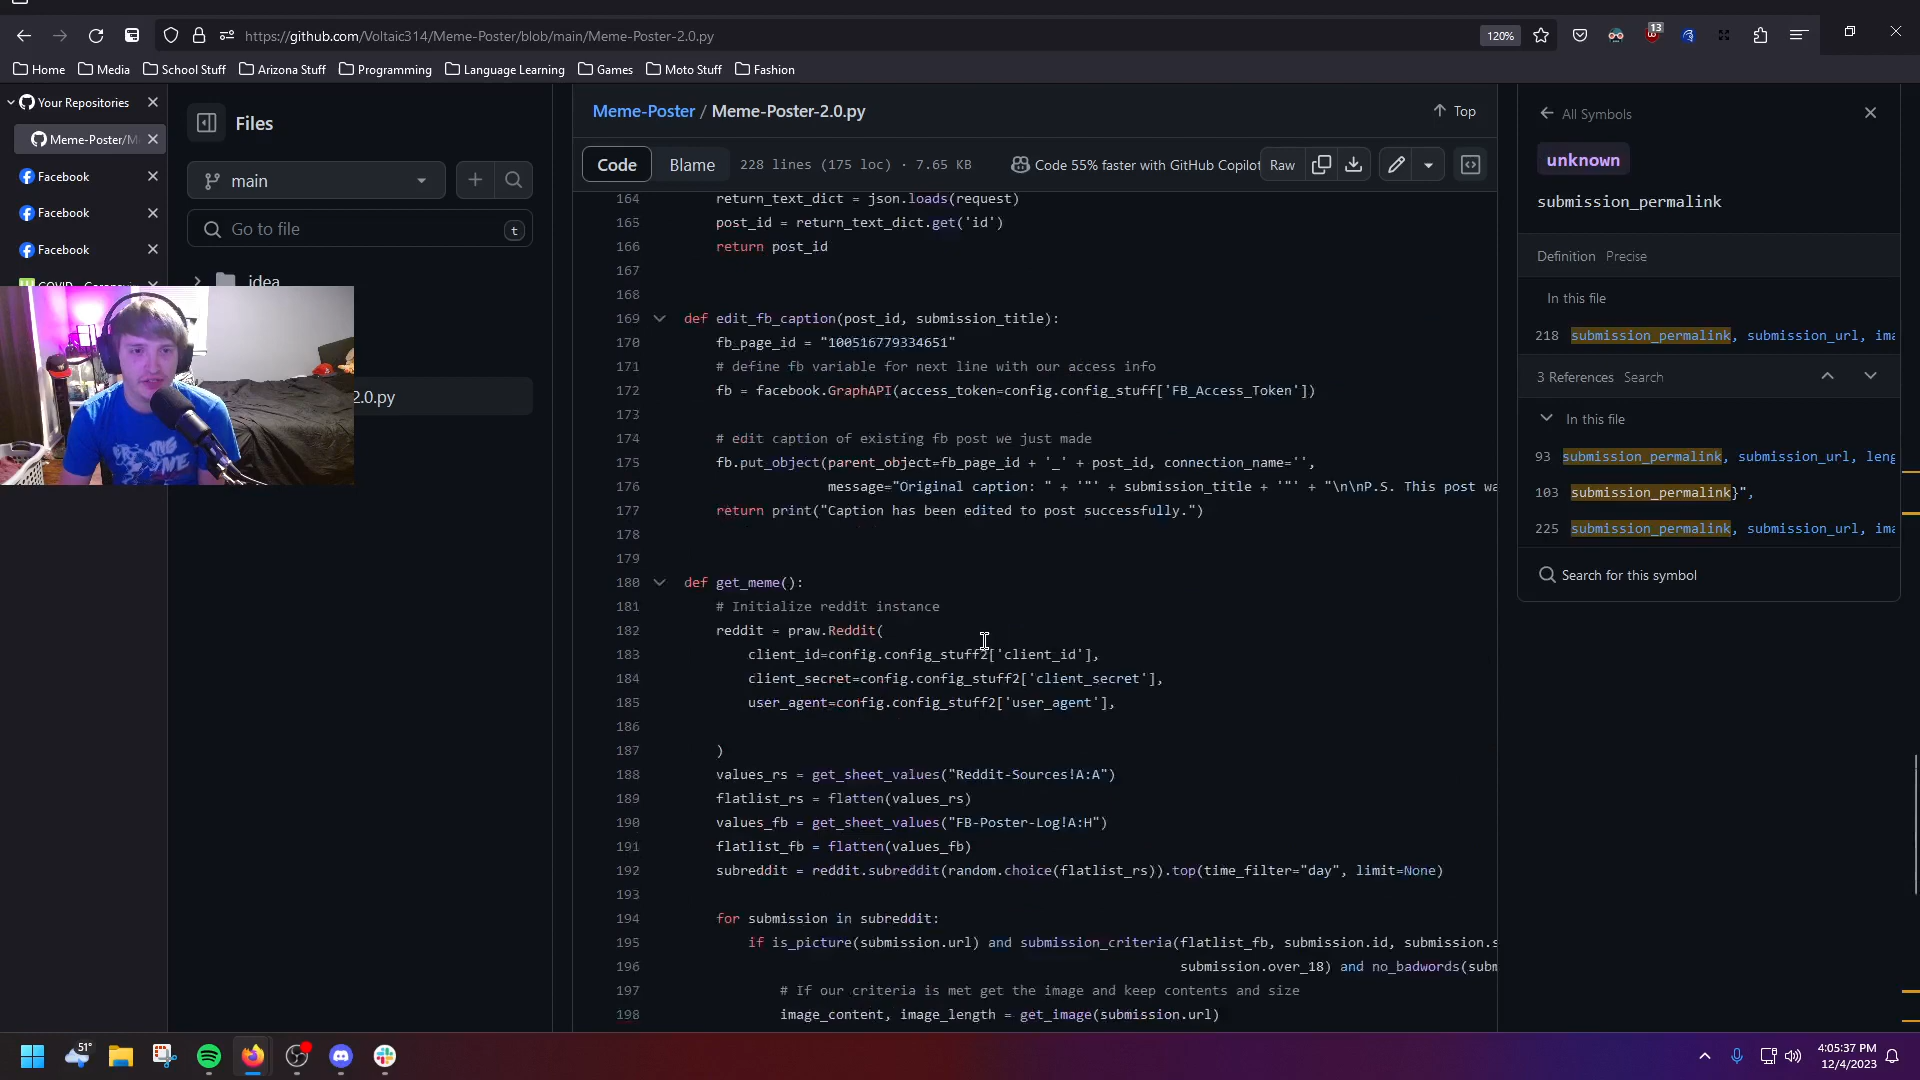 https://github.com/Voltaic314/Meme-Poster/blob/main/Meme-Poster-2.0.py
120%
13
Home
Media
School Stuff
Arizona Stuff
Programming
Language Learning
Games
Moto Stuff
Fashion
Your Repositories
Meme-Poster/M
Facebook
Facebook
Facebook
Files
main
Go to file
t
idea
2.0.py
Meme-Poster / Meme-Poster-2.0.py
Top
Code
Blame
228 lines (175 loc) · 7.65 KB
Code 55% faster with GitHub Copilot
Raw
164 return_text_dict = json.loads(request)
165 post_id = return_text_dict.get('id')
166 return post_id
167
168
169 def edit_fb_caption(post_id, submission_title):
170 fb_page_id = "100516779334651"
171 # define fb variable for next line with our access info
172 fb = facebook.GraphAPI(access_token=config.config_stuff['FB_Access_Token'])
173
174 # edit caption of existing fb post we just made
175 fb.put_object(parent_object=fb_page_id + '_' + post_id, connection_name='',
176 message="Original caption: " + '"' + submission_title + '"' + "\n\nP.S. This post wa
177 return print("Caption has been edited to post successfully.")
178
179
180 def get_meme():
181 # Initialize reddit instance
182 reddit = praw.Reddit(
183 client_id=config.config_stuff2['client_id'],
184 client_secret=config.config_stuff2['client_secret'],
185 user_agent=config.config_stuff2['user_agent'],
186
187 )
188 values_rs = get_sheet_values("Reddit-Sources!A:A")
189 flatlist_rs = flatten(values_rs)
190 values_fb = get_sheet_values("FB-Poster-Log!A:H")
191 flatlist_fb = flatten(values_fb)
192 subreddit = reddit.subreddit(random.choice(flatlist_rs)).top(time_filter="day", limit=None)
193
194 for submission in subreddit:
195 if is_picture(submission.url) and submission_criteria(flatlist_fb, submission.id, submission.s
196 submission.over_18) and no_badwords(subm
197 # If our criteria is met get the image and keep contents and size
198 image_content, image_length = get_image(submission.url)
All Symbols
unknown
submission_permalink
Definition Precise
In this file
218 submission_permalink, submission_url, ima
3 References Search
In this file
93 submission_permalink, submission_url, leng
103 submission_permalink}",
225 submission_permalink, submission_url, ima
Search for this symbol
51°
4:05:37 PM
12/4/2023